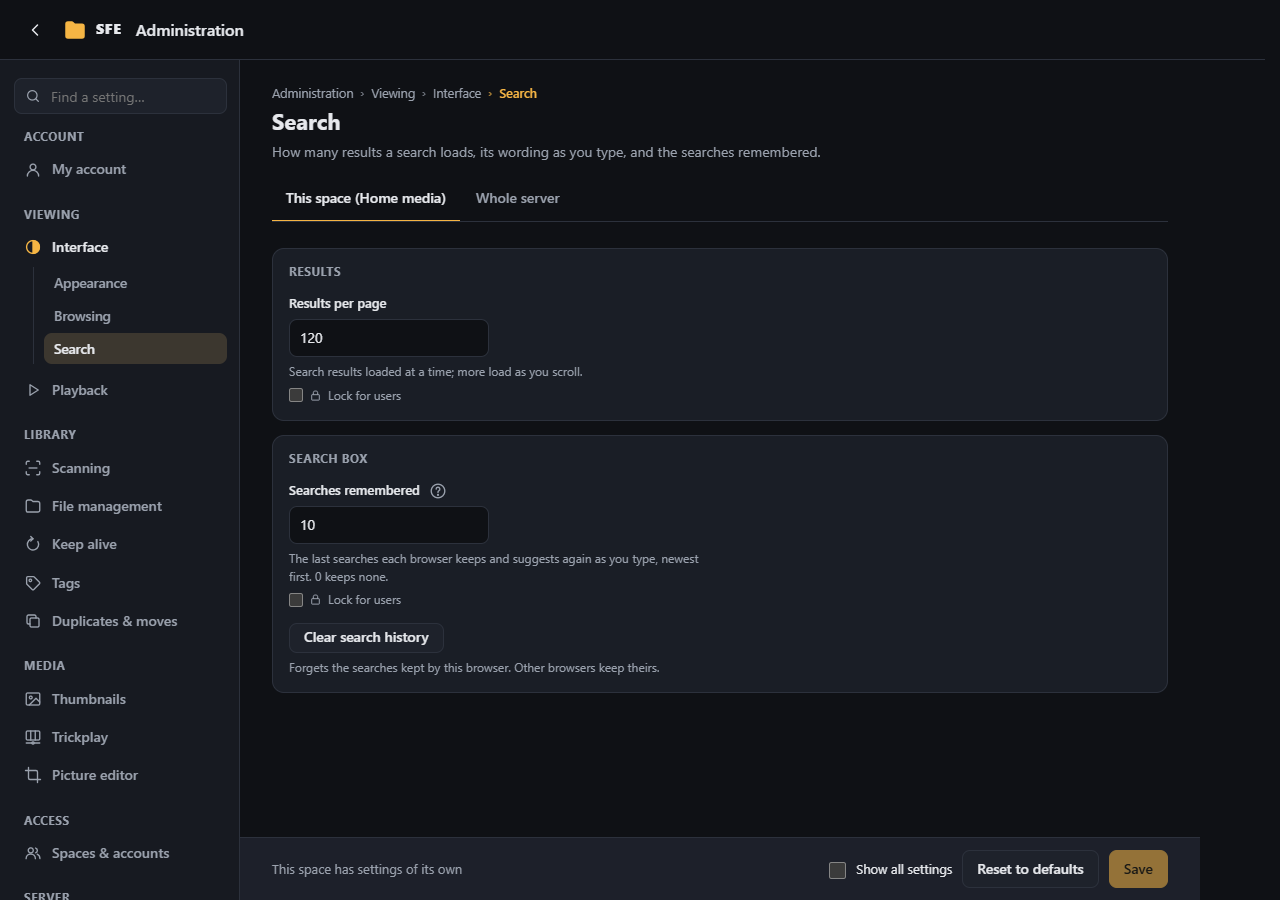 SFE Administration
Find a setting...
ACCOUNT
My account
VIEWING
Interface
Appearance
Browsing
Search
Playback
LIBRARY
Scanning
File management
Keep alive
Tags
Duplicates & moves
MEDIA
Thumbnails
Trickplay
Picture editor
ACCESS
Spaces & accounts
SERVER
Administration › Viewing › Interface › Search
Search
How many results a search loads, its wording as you type, and the searches remembered.
This space (Home media) Whole server
RESULTS
Results per page
120
Search results loaded at a time; more load as you scroll.
Lock for users
SEARCH BOX
Searches remembered ?
10
The last searches each browser keeps and suggests again as you type, newest
first. 0 keeps none.
Lock for users
Clear search history
Forgets the searches kept by this browser. Other browsers keep theirs.
This space has settings of its own
Show all settings Reset to defaults Save